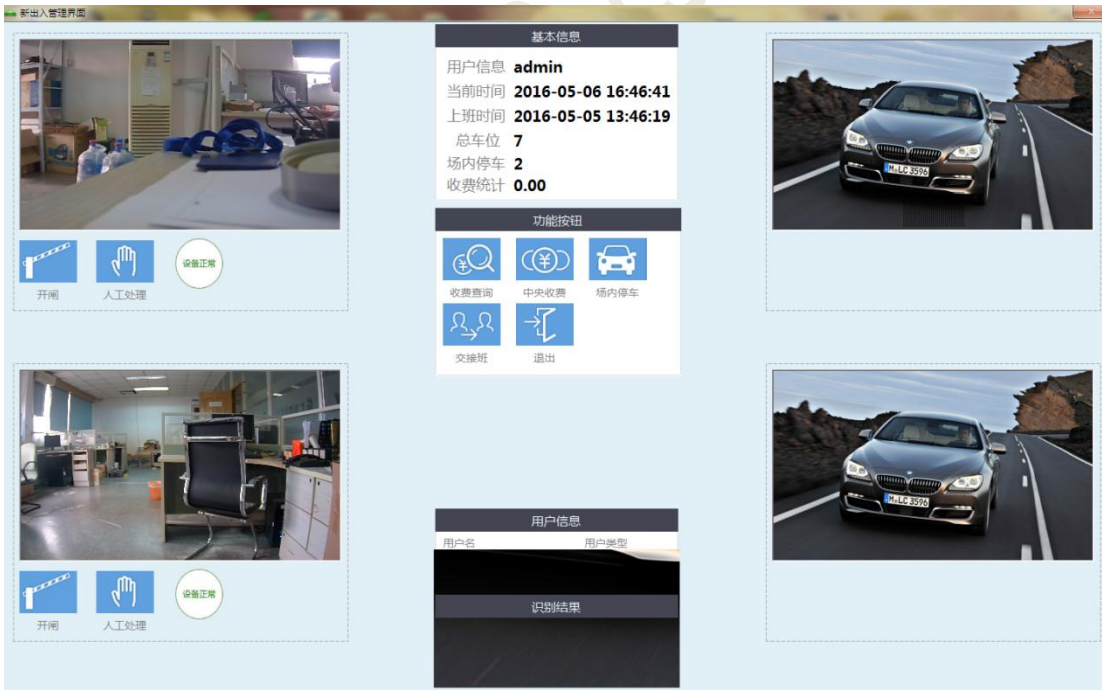 新出入管理界面
基本信息
用户信息 admin
当前时间 2016-05-06 16:46:41
上班时间 2016-05-05 13:46:19
总车位 7
场内停车 2
收费统计 0.00
M LC 3596
设备正常
开闸 人工处理
功能按钮
收费查询 中央收费 场内停车
交接班 退出
M LC 3596
用户信息
用户名 用户类型
识别结果
设备正常
开闸 人工处理